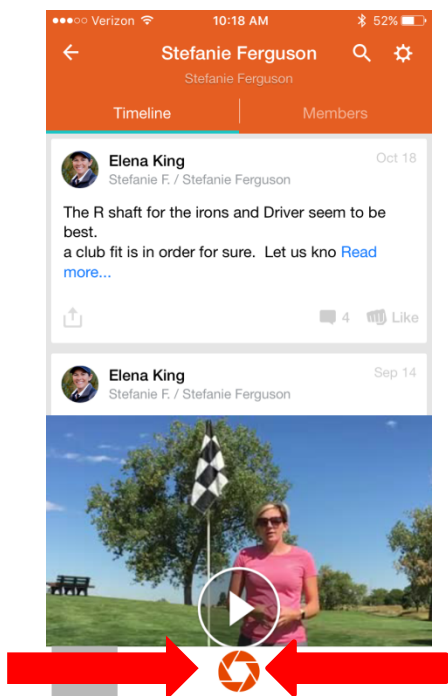 Verizon 10:18 AM 52%
Stefanie Ferguson
Stefanie Ferguson
Timeline Members
Elena King Oct 18
Stefanie F. / Stefanie Ferguson
The R shaft for the irons and Driver seem to be
best.
a club fit is in order for sure. Let us kno Read
more...
4 Like
Elena King Sep 14
Stefanie F. / Stefanie Ferguson